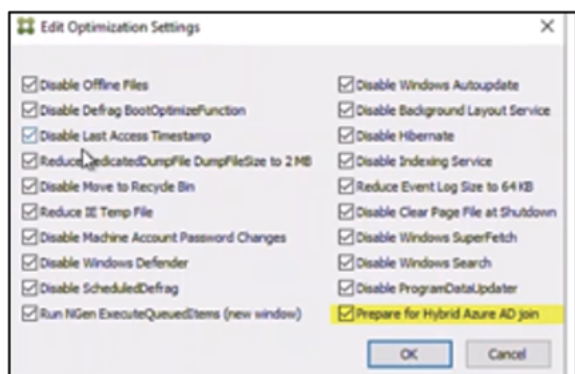 Edit Optimization Settings
Disable Offline Files
Disable Defrag BootOptimizeFunction
Disable Last Access Timestamp
Reduce DedicatedDumpFile DumpFileSize to 2 MB
Disable Move to Recycle Bin
Reduce IE Temp File
Disable Machine Account Password Changes
Disable Windows Defender
Disable ScheduledDefrag
Run NGen ExecuteQueuedItems (new window)
Disable Windows Autoupdate
Disable Background Layout Service
Disable Hibernate
Disable Indexing Service
Reduce Event Log Size to 64 KB
Disable Clear Page File at Shutdown
Disable Windows SuperFetch
Disable Windows Search
Disable ProgramDataUpdater
Prepare for Hybrid Azure AD join
OK
Cancel